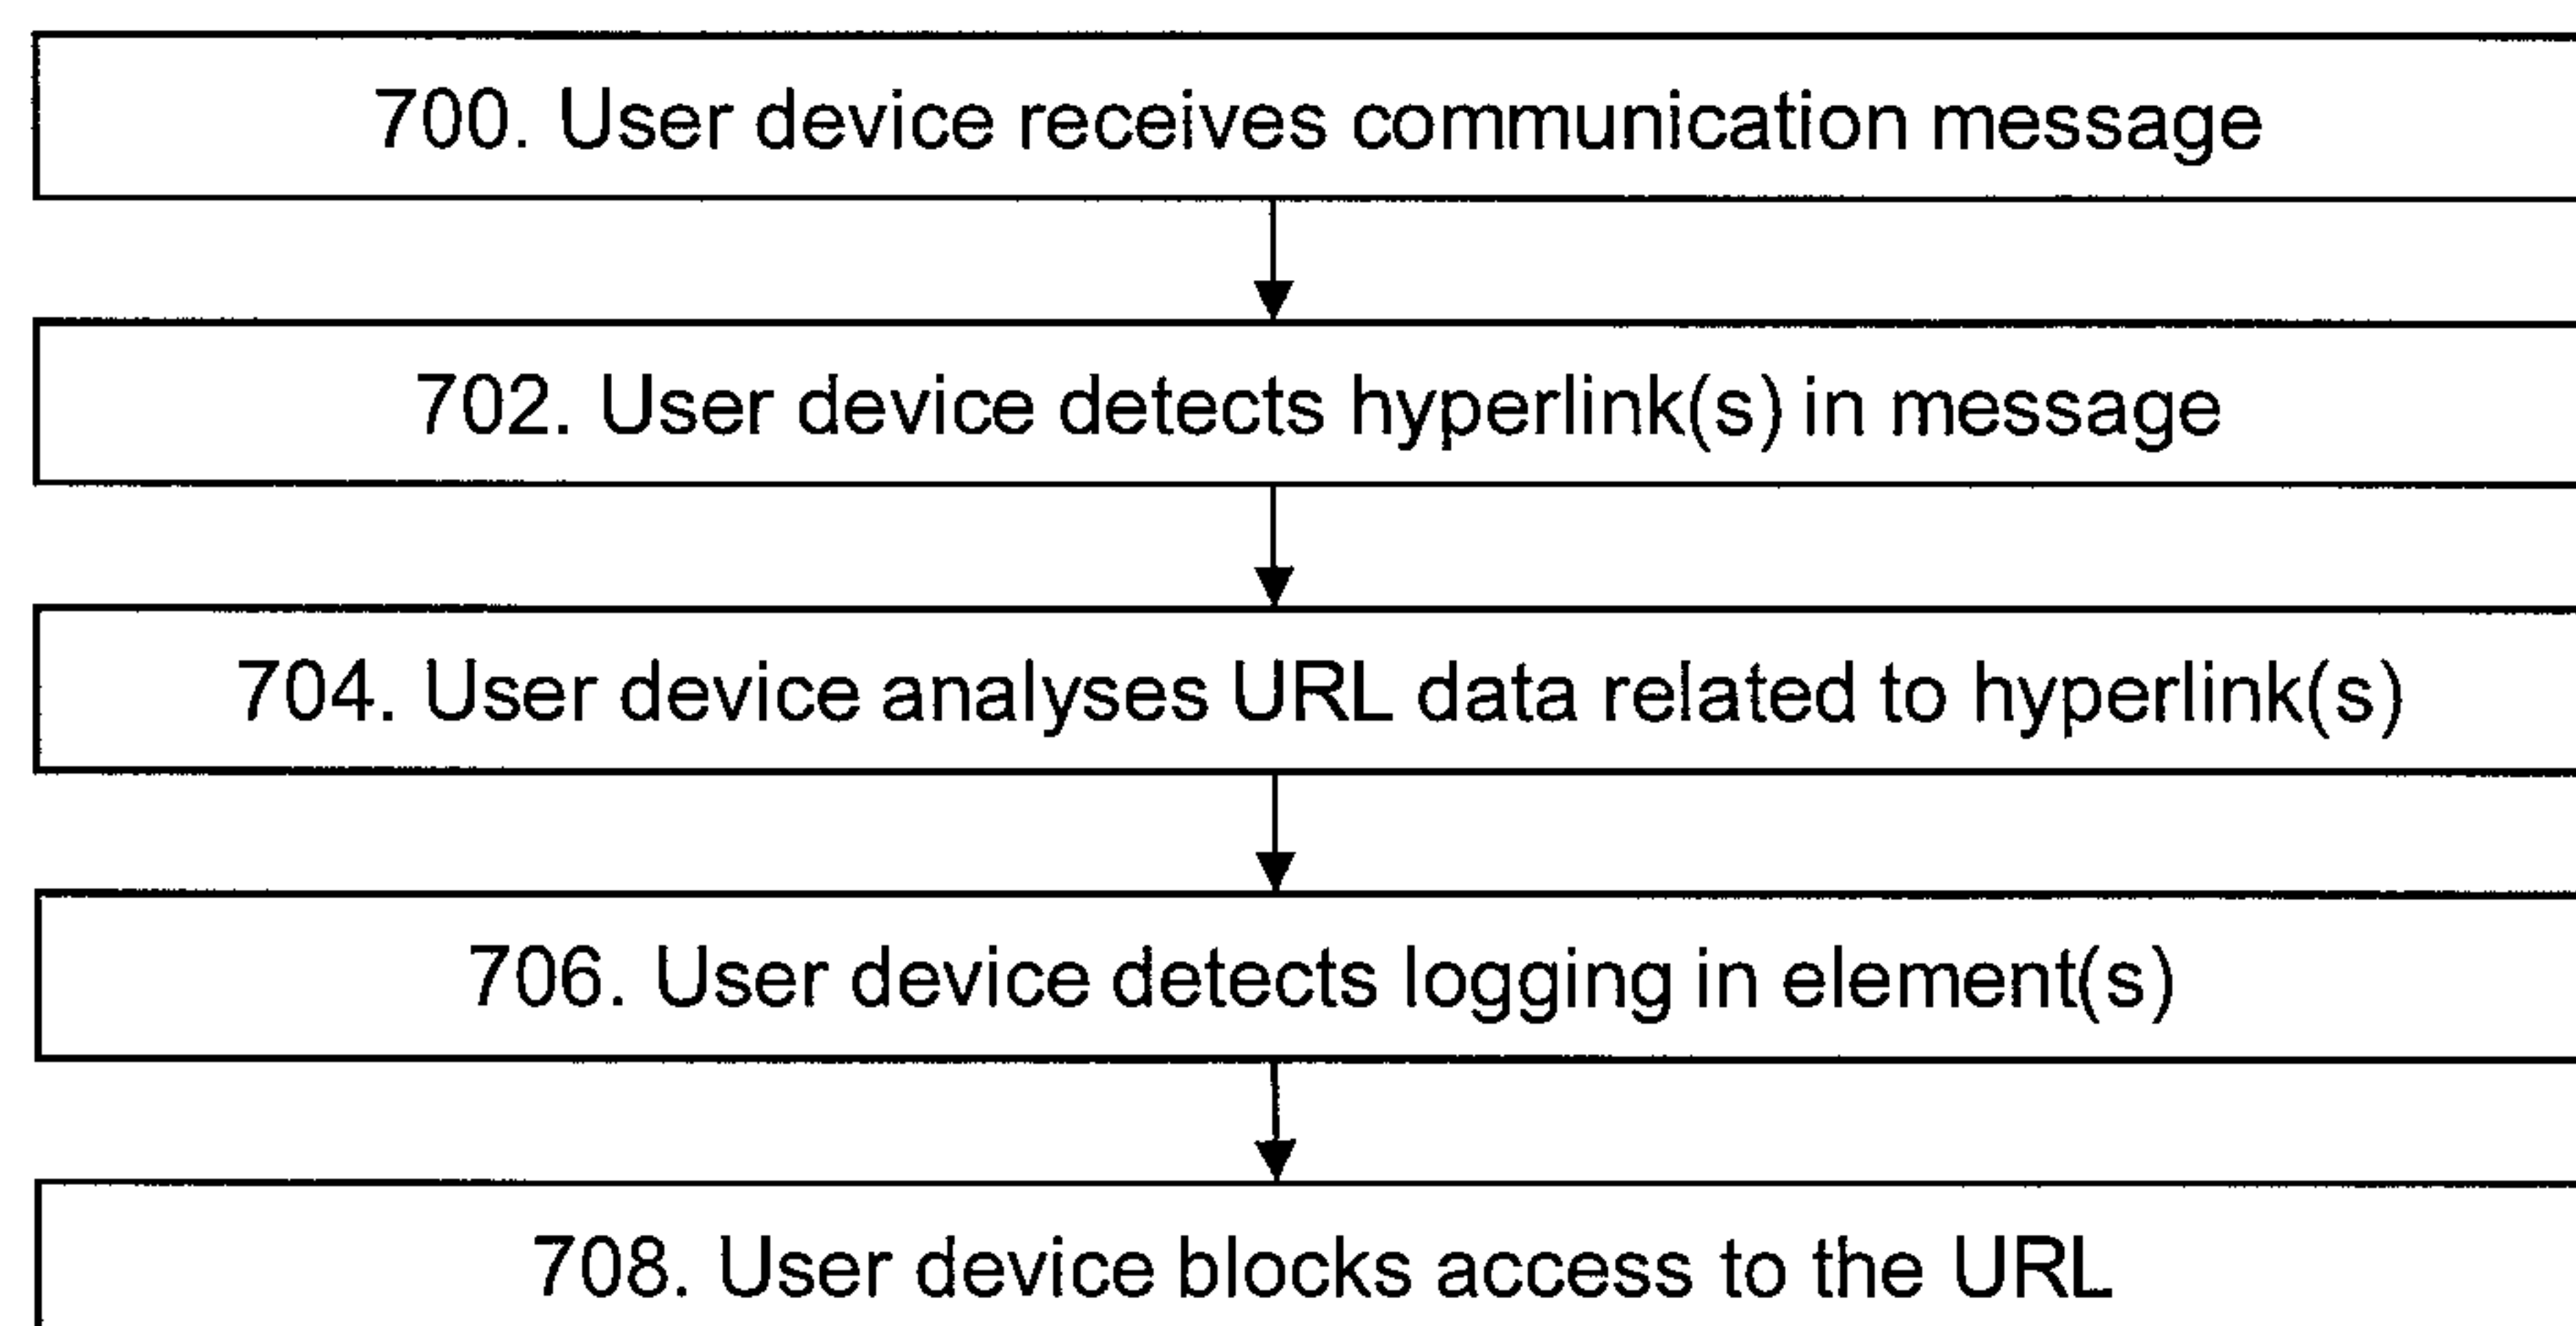 700. User device receives communication message
702. User device detects hyperlink(s) in message
704. User device analyses URL data related to hyperlink(s)
706. User device detects logging in element(s)
708. User device blocks access to the URL